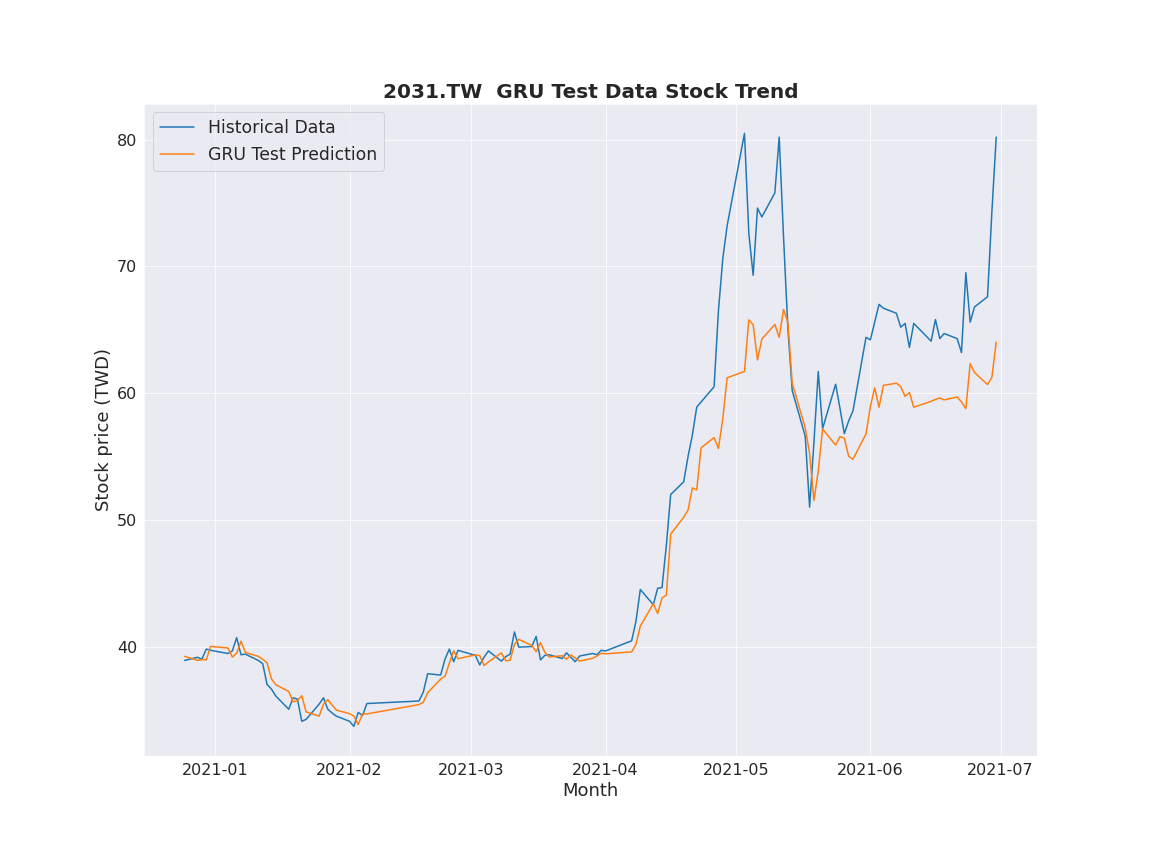 2031.TW  GRU Test Data Stock Trend
Historical Data
GRU Test Prediction
80
70
60
50
40
Stock price (TWD)
2021-01 2021-02 2021-03 2021-04 2021-05 2021-06 2021-07
Month